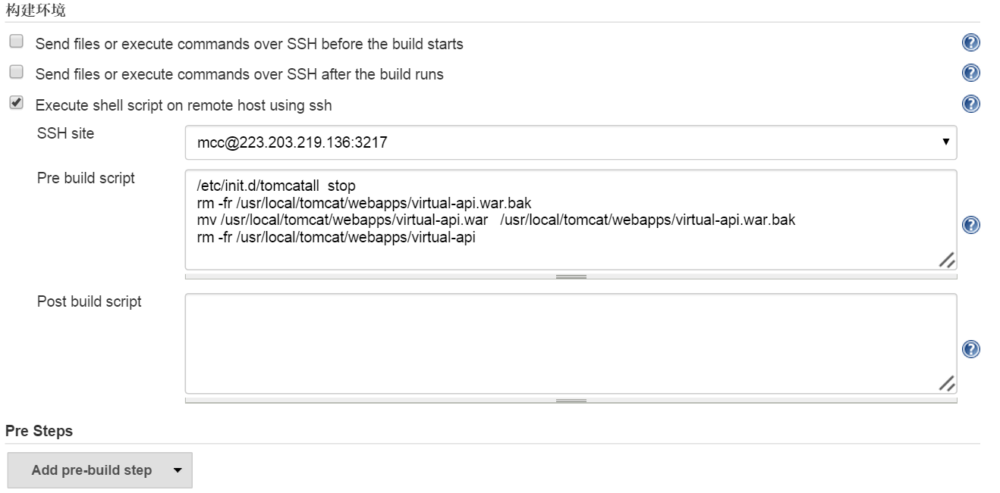 构建环境
Send files or execute commands over SSH before the build starts
Send files or execute commands over SSH after the build runs
Execute shell script on remote host using ssh
SSH site
mcc@223.203.219.136:3217
Pre build script
/etc/init.d/tomcatall  stop
rm -fr /usr/local/tomcat/webapps/virtual-api.war.bak
mv /usr/local/tomcat/webapps/virtual-api.war   /usr/local/tomcat/webapps/virtual-api.war.bak
rm -fr /usr/local/tomcat/webapps/virtual-api
Post build script
Pre Steps
Add pre-build step